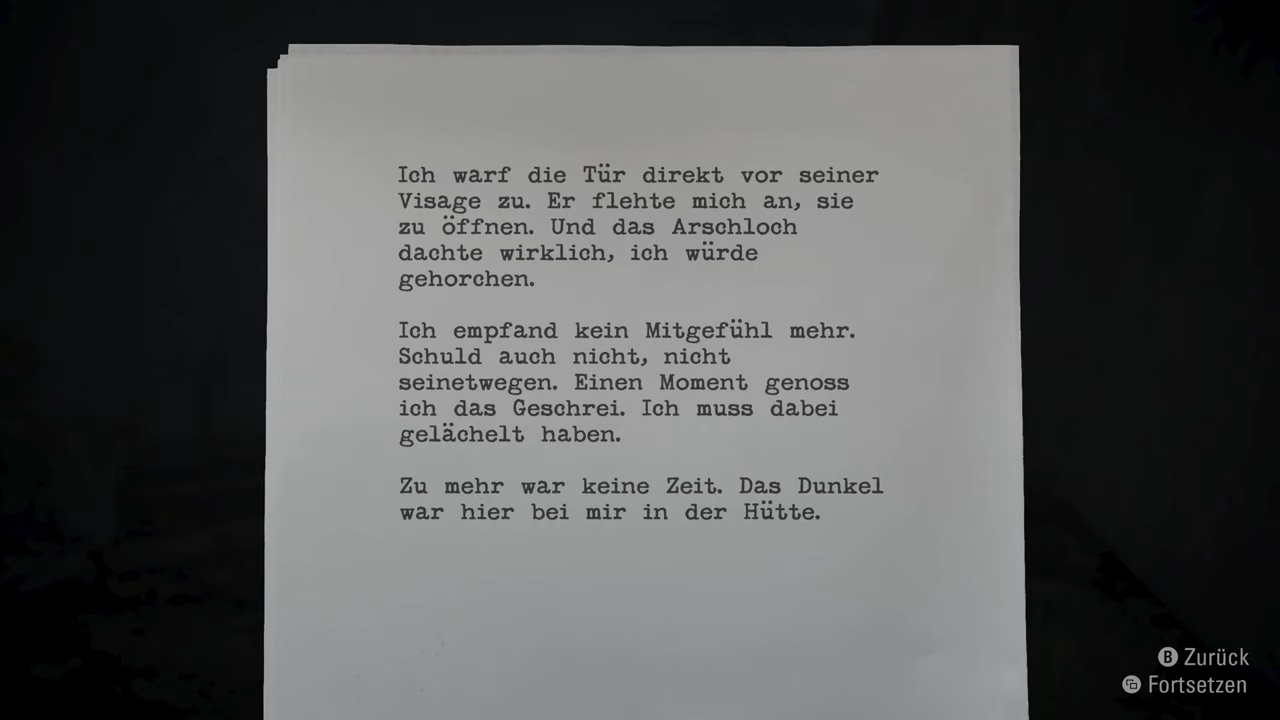 Ich warf die Tür direkt vor seiner
Visage zu. Er flehte mich an, sie
zu öffnen. Und das Arschloch
dachte wirklich, ich würde
gehorchen.
Ich empfand kein Mitgefühl mehr.
Schuld auch nicht, nicht
seinetwegen. Einen Moment genoss
ich das Geschrei. Ich muss dabei
gelächelt haben.
Zu mehr war keine Zeit. Das Dunkel
war hier bei mir in der Hütte.
B Zurück
Fortsetzen